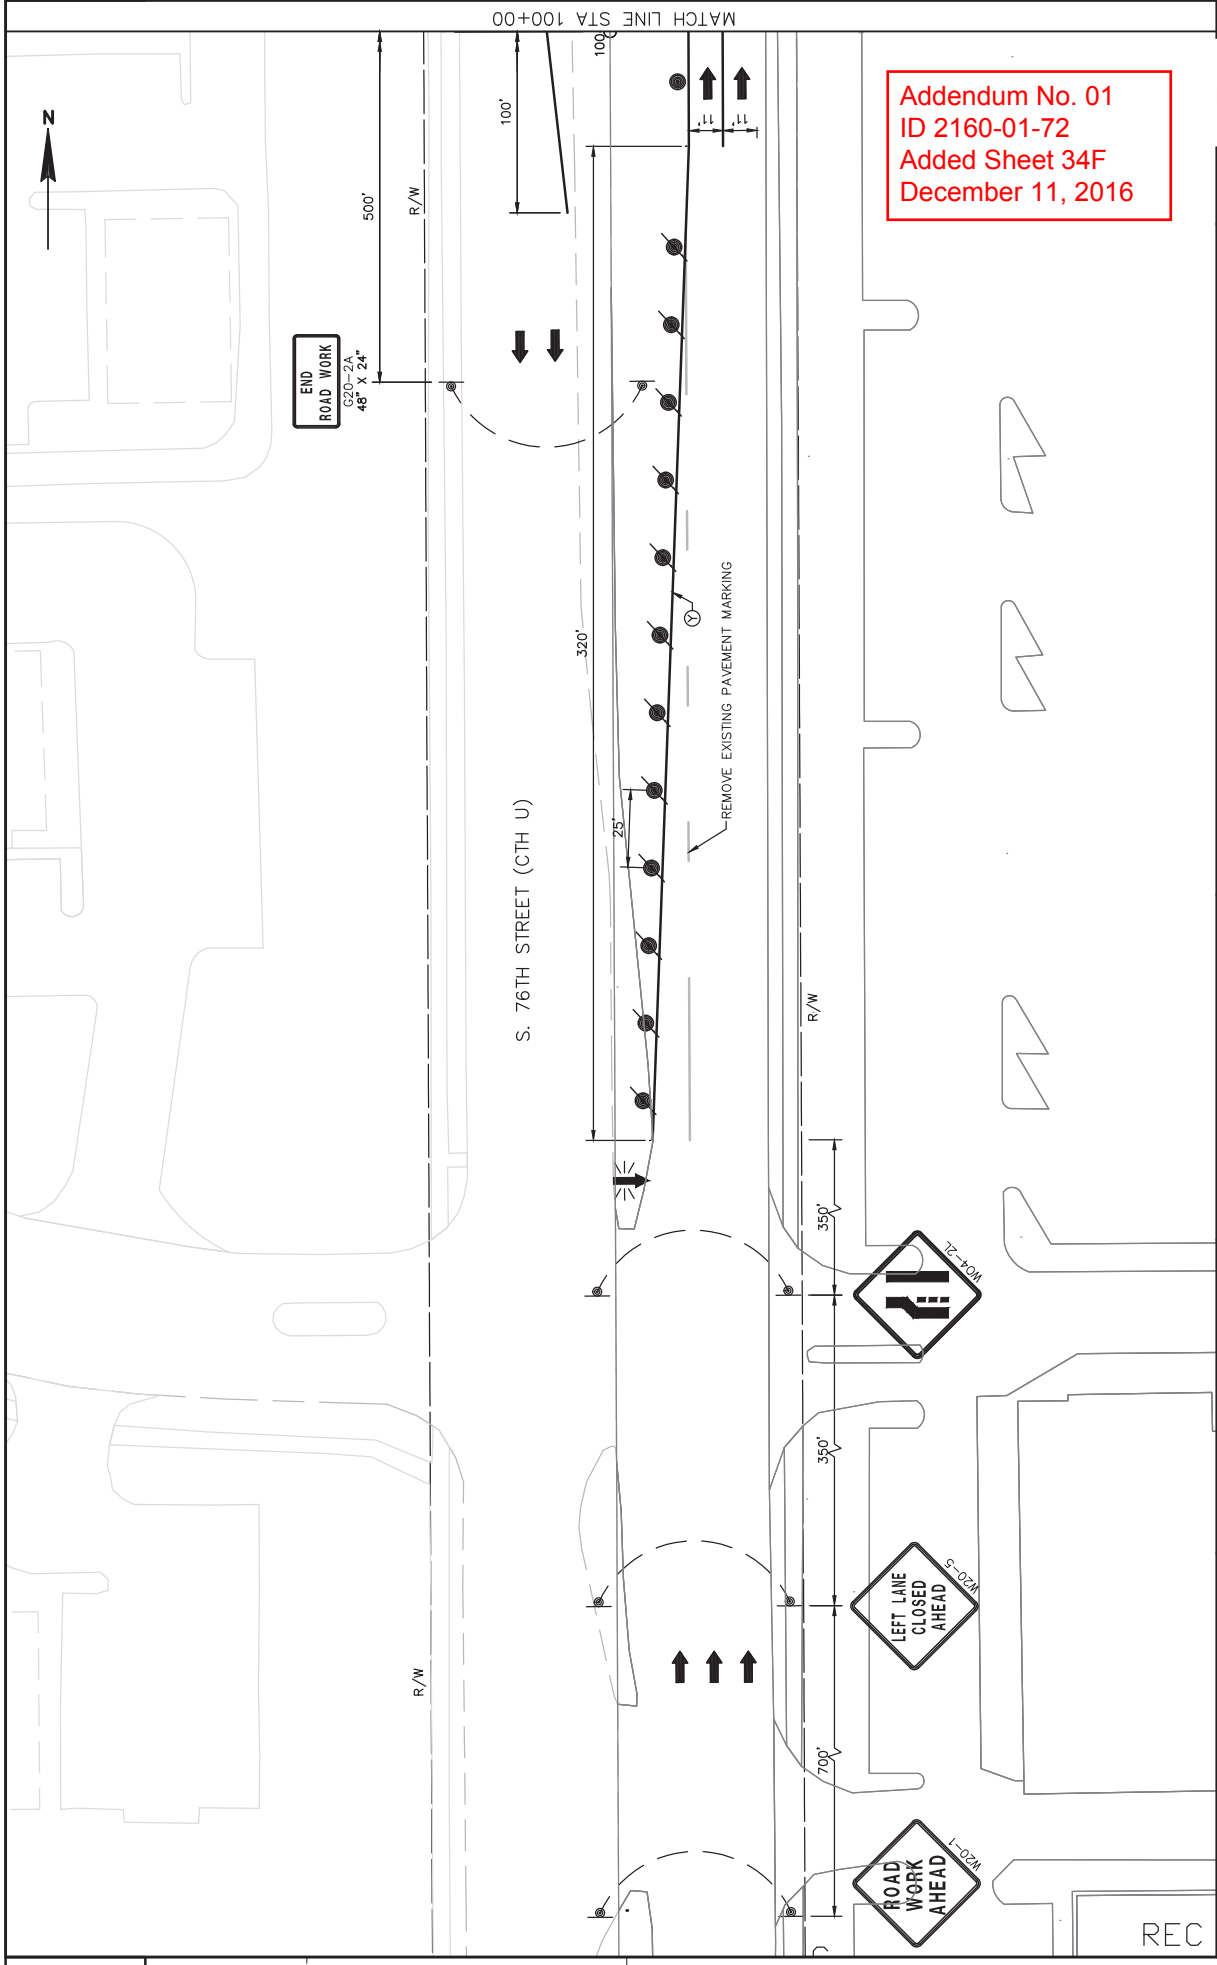 MATCH LINE STA 100+00
Addendum No. 01
ID 2160-01-72
Added Sheet 34F
December 11, 2016
N
500'
100'
100
11'
11'
R/W
END
ROAD WORK
G20-2A
48" X 24"
320'
25'
Y
REMOVE EXISTING PAVEMENT MARKING
S. 76TH STREET (CTH U)
R/W
350'
WO4-2L
350'
LEFT LANE
CLOSED
AHEAD
W20-5
R/W
700'
ROAD
WORK
AHEAD
W20-1
REC